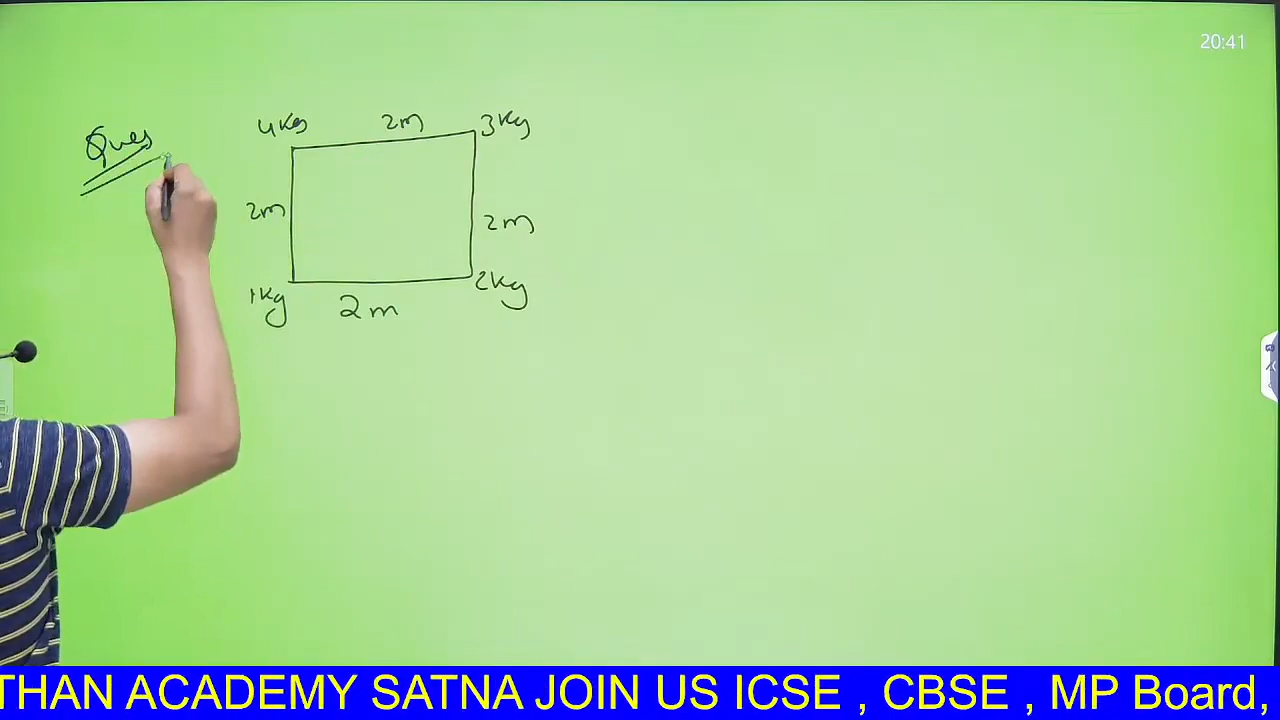 20:41
Ques
4kg 2m 3kg
2m 2m
1kg 2m 2kg
THAN ACADEMY SATNA JOIN US ICSE , CBSE , MP Board,